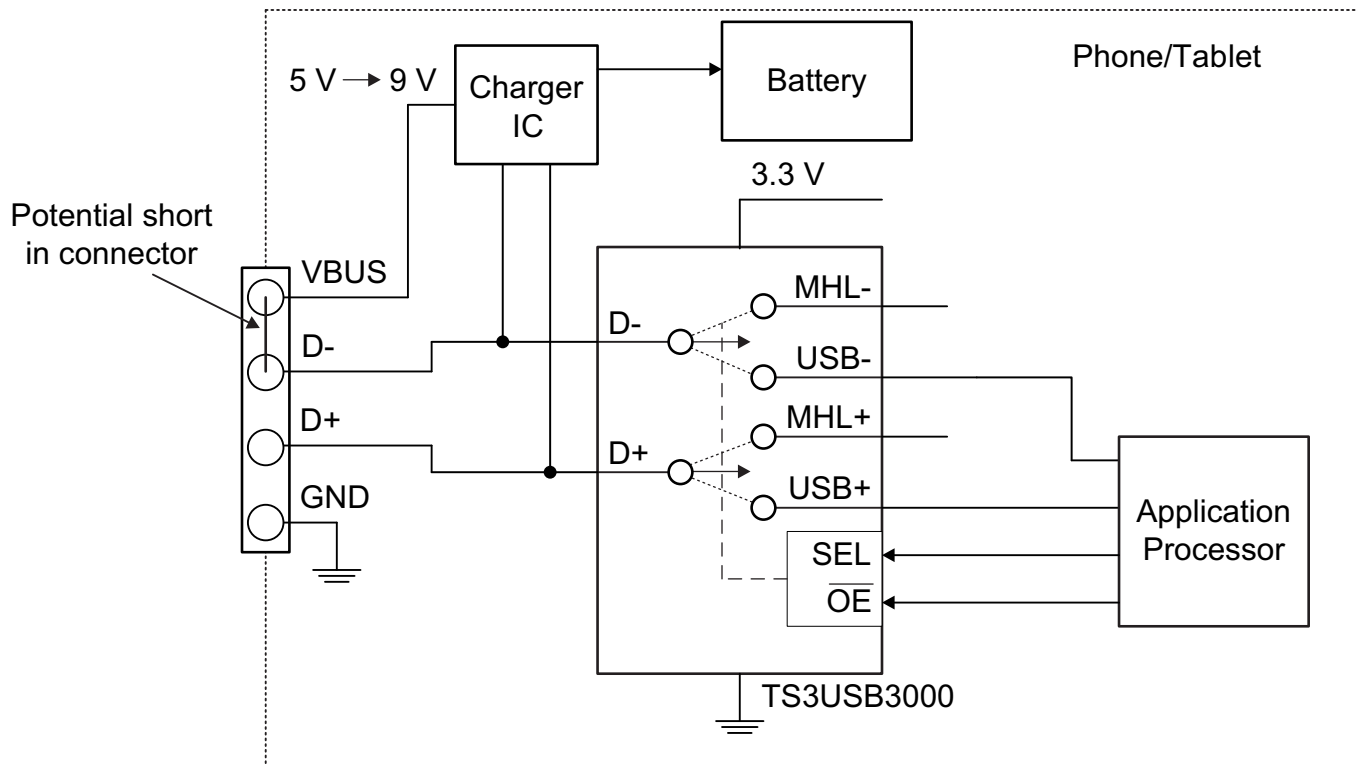 Phone/Tablet
5 V → 9 V
Charger
IC
Battery
3.3 V
Potential short
in connector
VBUS
D-
D+
GND
D-
D+
MHL-
USB-
MHL+
USB+
SEL
OE
Application
Processor
TS3USB3000